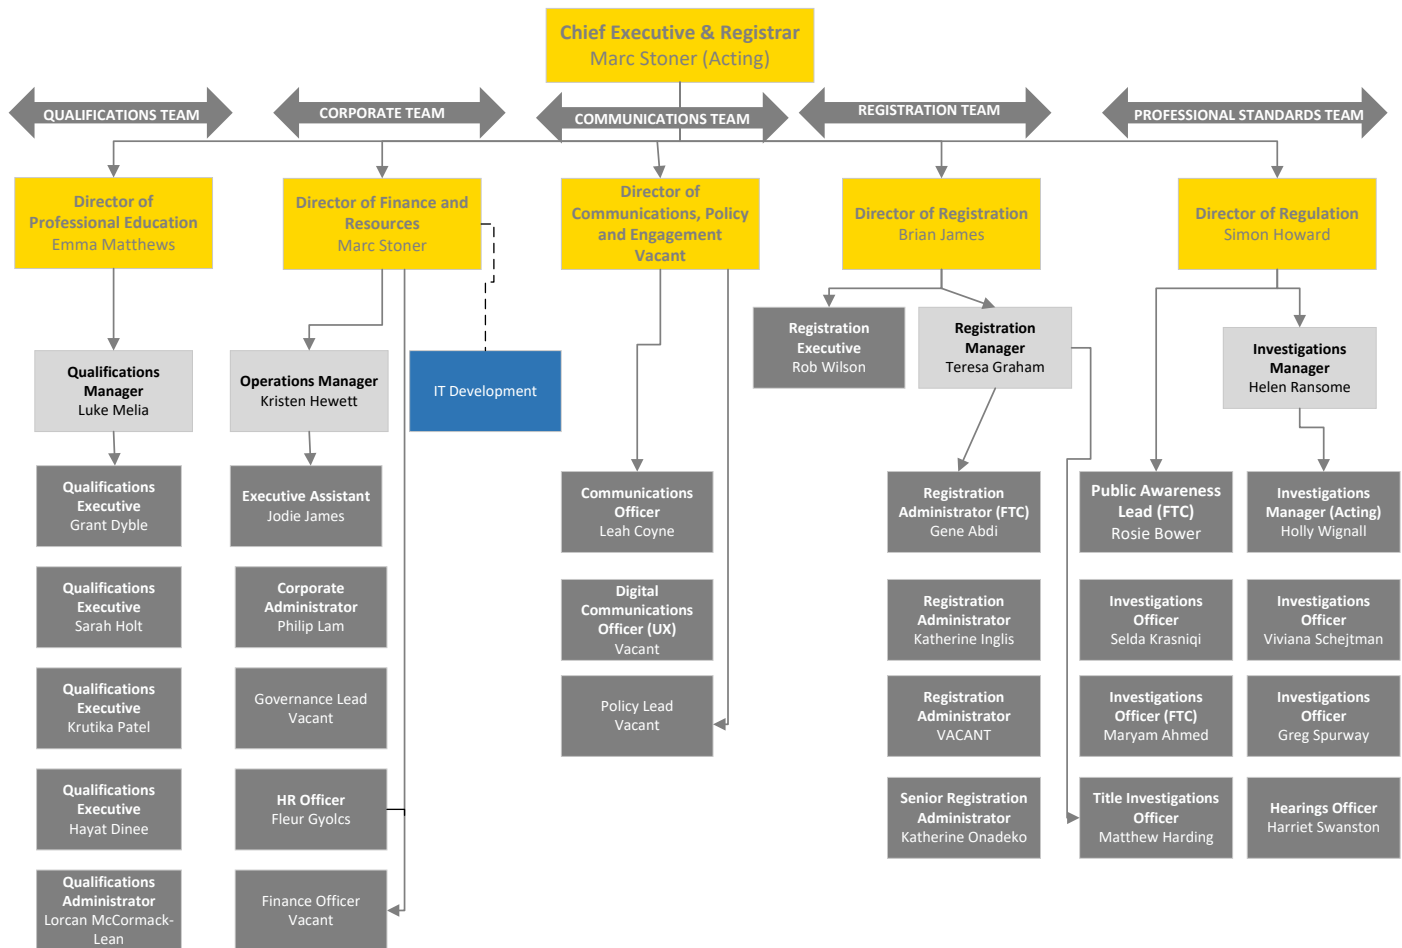 Chief Executive & Registrar
Marc Stoner (Acting)
QUALIFICATIONS TEAM
CORPORATE TEAM
COMMUNICATIONS TEAM
REGISTRATION TEAM
PROFESSIONAL STANDARDS TEAM
Director of
Professional Education
Emma Matthews
Director of Finance and
Resources
Marc Stoner
Director of
Communications, Policy
and Engagement
Vacant
Director of Registration
Brian James
Director of Regulation
Simon Howard
Qualifications
Manager
Luke Melia
Operations Manager
Kristen Hewett
IT Development
Registration
Executive
Rob Wilson
Registration
Manager
Teresa Graham
Investigations
Manager
Helen Ransome
Qualifications
Executive
Grant Dyble
Executive Assistant
Jodie James
Communications
Officer
Leah Coyne
Registration
Administrator (FTC)
Gene Abdi
Public Awareness
Lead (FTC)
Rosie Bower
Investigations
Manager (Acting)
Holly Wignall
Qualifications
Executive
Sarah Holt
Corporate
Administrator
Philip Lam
Digital
Communications
Officer (UX)
Vacant
Registration
Administrator
Katherine Inglis
Investigations
Officer
Selda Krasniqi
Investigations
Officer
Viviana Schejtman
Qualifications
Executive
Krutika Patel
Governance Lead
Vacant
Policy Lead
Vacant
Registration
Administrator
VACANT
Investigations
Officer (FTC)
Maryam Ahmed
Investigations
Officer
Greg Spurway
Qualifications
Executive
Hayat Dinee
HR Officer
Fleur Gyolcs
Senior Registration
Administrator
Katherine Onadeko
Title Investigations
Officer
Matthew Harding
Hearings Officer
Harriet Swanston
Qualifications
Administrator
Lorcan McCormack-
Lean
Finance Officer
Vacant